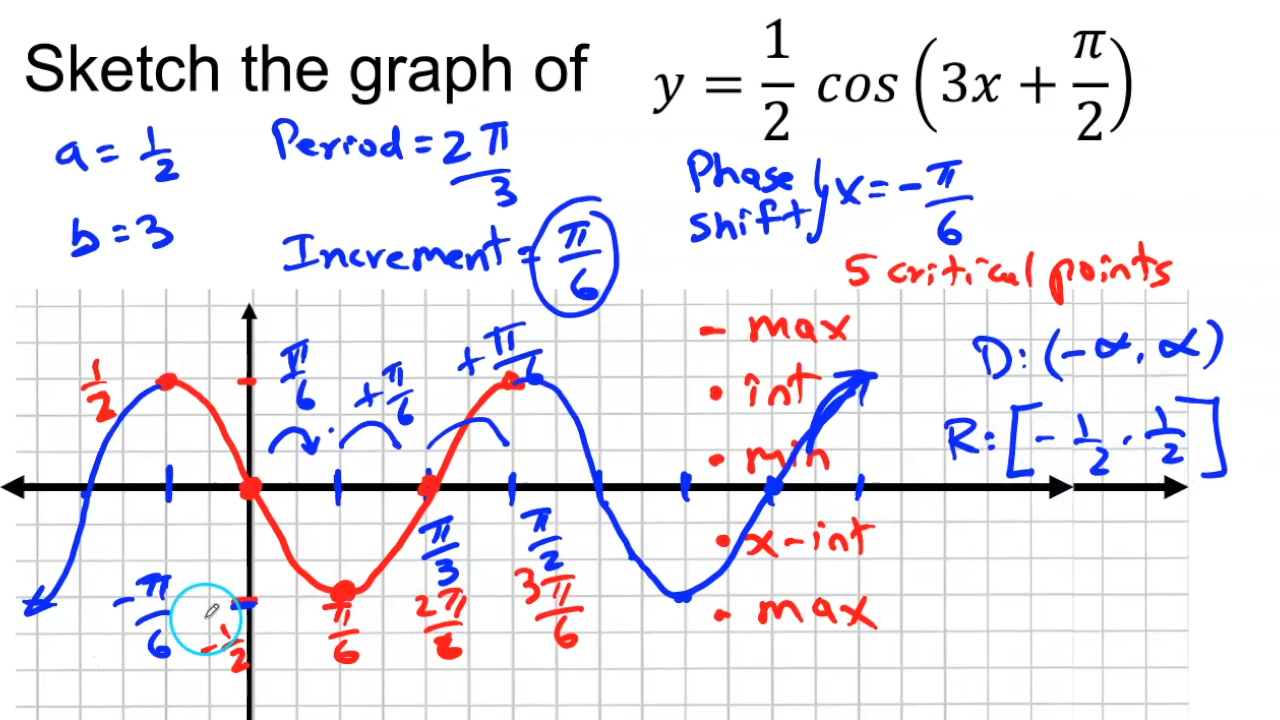 Sketch the graph of y = 1/2 cos (3x + π/2)
a = 1/2
Period = 2π/3
Phase shift} x = -π/6
b = 3
Increment = π/6
5 critical points
- max
D: (-∝, ∝)
1/2
π/6
+π/6
+π/6
• int
R: [-1/2, 1/2]
• min
• x-int
-π/6
π/3
π/2
-1/2
π/6
2π/6
3π/6
• max